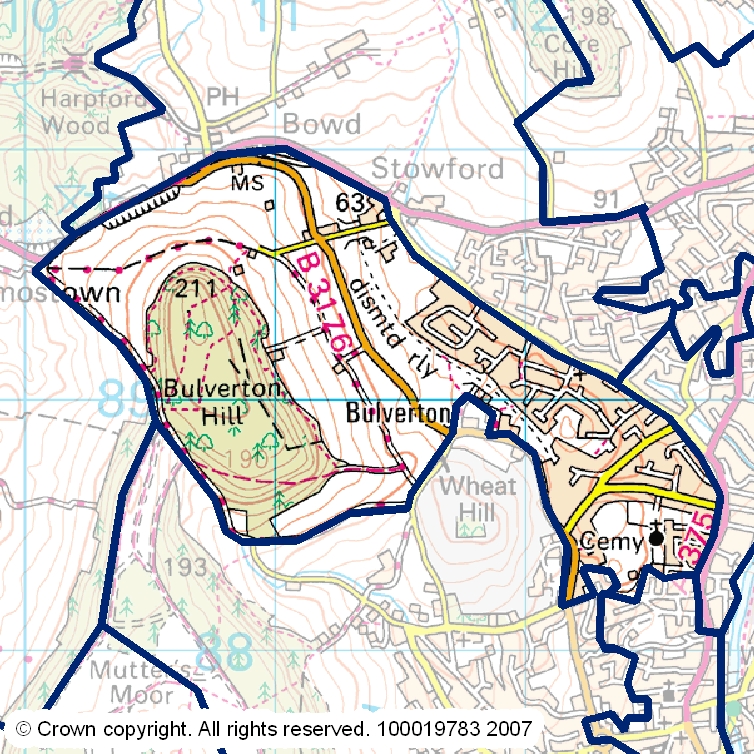 10
11
12
198
Core
Hill
Harpford
Wood
PH
Bowd
Stowford
MS
63
91
211
B 3176
dismtd rly
89
Bulverton
Hill
Bulverton
190
Wheat
Hill
Cemy
375
193
88
Mutter's
Moor
© Crown copyright. All rights reserved. 100019783 2007